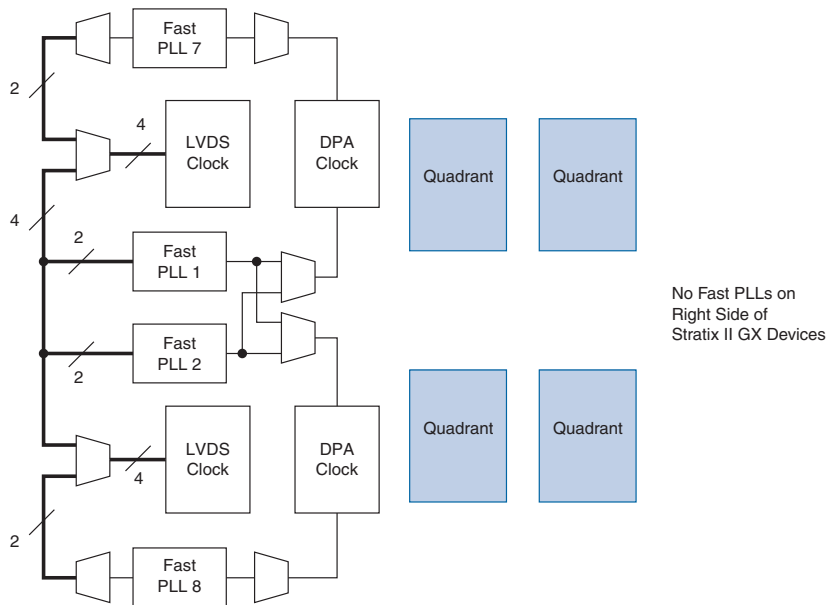 Fast
PLL 7
2
4
LVDS
Clock
DPA
Clock
Quadrant
Quadrant
4
2
Fast
PLL 1
No Fast PLLs on
Right Side of
Stratix II GX Devices
Fast
PLL 2
2
LVDS
Clock
4
DPA
Clock
Quadrant
Quadrant
2
Fast
PLL 8